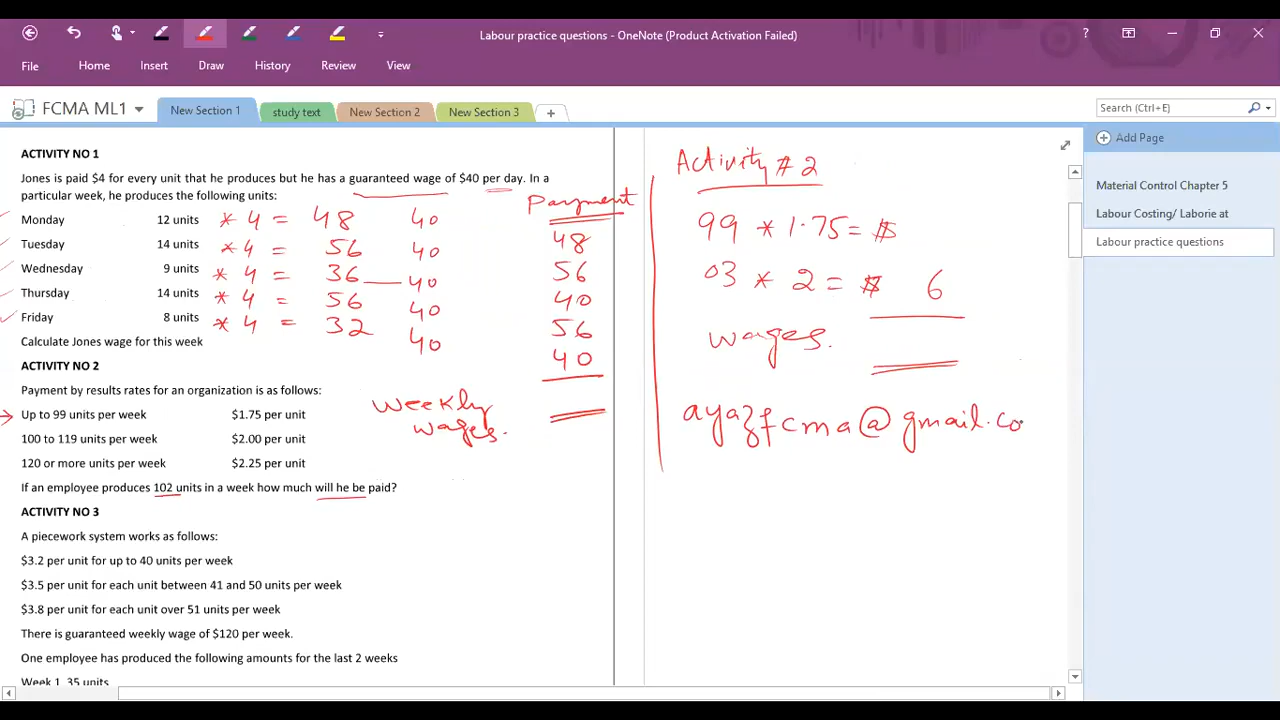 Labour practice questions - OneNote (Product Activation Failed)
?
File Home Insert Draw History Review View
FCMA ML1 New Section 1 study text New Section 2 New Section 3 +
Search (Ctrl+E)
Add Page
Material Control Chapter 5
Labour Costing/ Laborie at
Labour practice questions
ACTIVITY NO 1
Jones is paid $4 for every unit that he produces but he has a guaranteed wage of $40 per day. In a
particular week, he produces the following units:
Payment
Monday 12 units * 4 = 48 40 48
Tuesday 14 units * 4 = 56 40 56
Wednesday 9 units * 4 = 36 40 40
Thursday 14 units * 4 = 56 40 56
Friday 8 units * 4 = 32 40 40
Calculate Jones wage for this week
weekly
wages.
ACTIVITY NO 2
Payment by results rates for an organization is as follows:
Up to 99 units per week $1.75 per unit
100 to 119 units per week $2.00 per unit
120 or more units per week $2.25 per unit
If an employee produces 102 units in a week how much will he be paid?
ACTIVITY NO 3
A piecework system works as follows:
$3.2 per unit for up to 40 units per week
$3.5 per unit for each unit between 41 and 50 units per week
$3.8 per unit for each unit over 51 units per week
There is guaranteed weekly wage of $120 per week.
One employee has produced the following amounts for the last 2 weeks
Week 1 35 units
Activity # 2
99 * 1.75 = $
03 * 2 = $ 6
wages.
ayazfcma@gmail.co